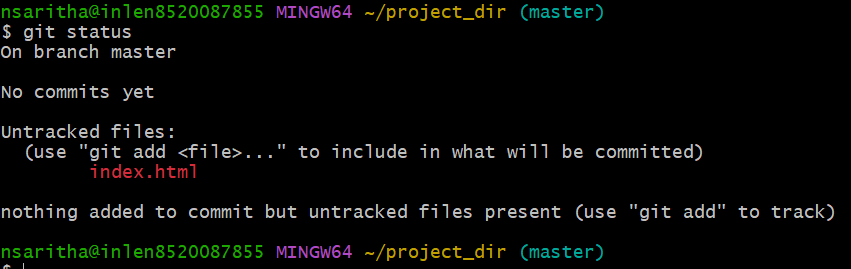 nsaritha@inlen8520087855 MINGW64 ~/project_dir (master)
$ git status
On branch master

No commits yet

Untracked files:
  (use "git add <file>..." to include in what will be committed)
        index.html

nothing added to commit but untracked files present (use "git add" to track)

nsaritha@inlen8520087855 MINGW64 ~/project_dir (master)
$